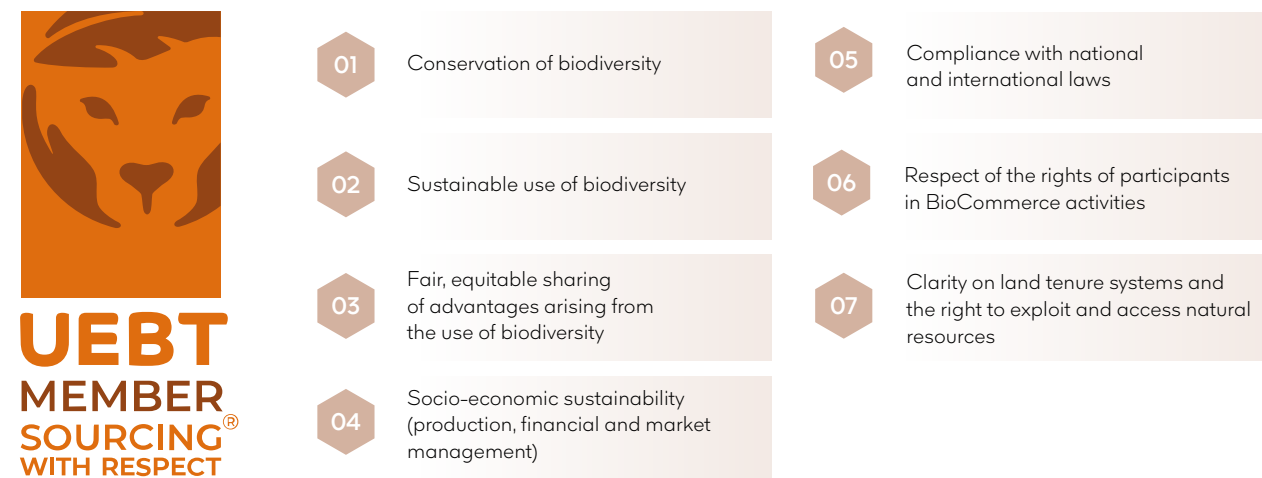 UEBT
MEMBER
SOURCING®
WITH RESPECT
01
Conservation of biodiversity
02
Sustainable use of biodiversity
03
Fair, equitable sharing
of advantages arising from
the use of biodiversity
04
Socio-economic sustainability
(production, financial and market
management)
05
Compliance with national
and international laws
06
Respect of the rights of participants
in BioCommerce activities
07
Clarity on land tenure systems and
the right to exploit and access natural
resources